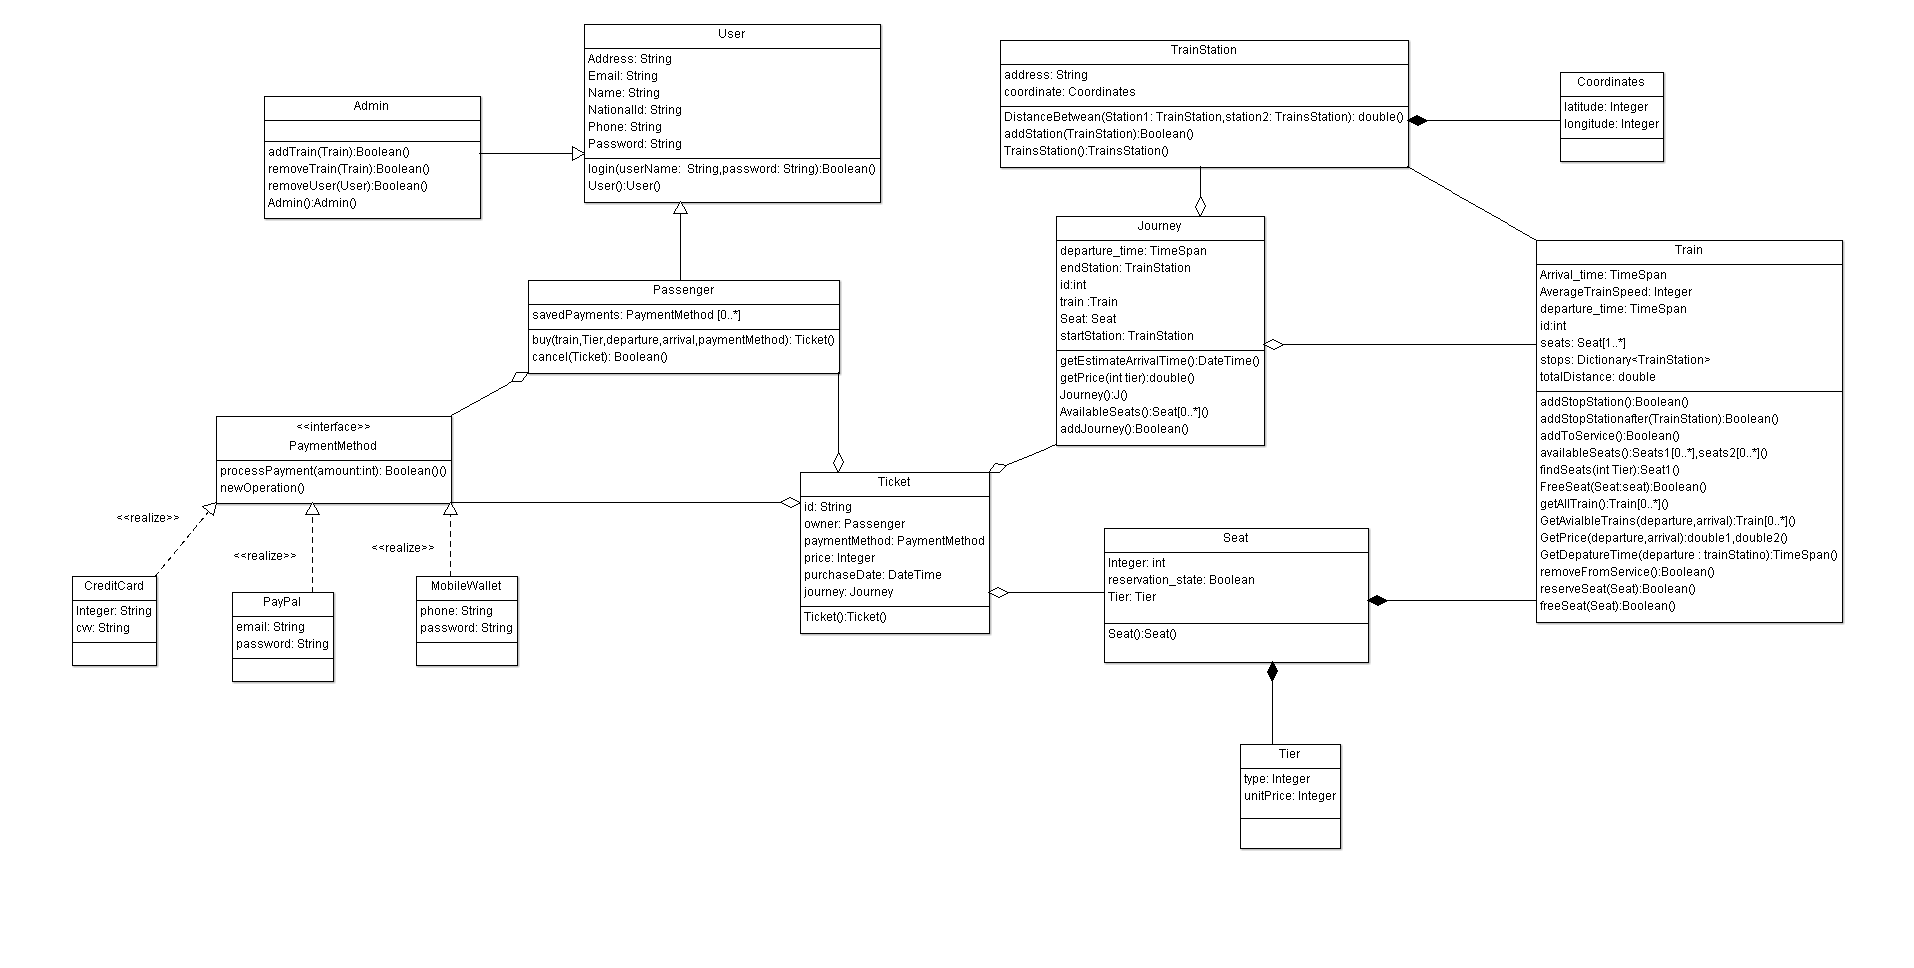 User
Address: String
Email: String
Name: String
NationalId: String
Phone: String
Password: String
login(userName:  String,password: String):Boolean()
User():User()
Admin
addTrain(Train):Boolean()
removeTrain(Train):Boolean()
removeUser(User):Boolean()
Admin():Admin()
TrainStation
address: String
coordinate: Coordinates
DistanceBetwean(Station1: TrainStation,station2: TrainsStation): double()
addStation(TrainStation):Boolean()
TrainsStation():TrainsStation()
Coordinates
latitude: Integer
longitude: Integer
Journey
departure_time: TimeSpan
endStation: TrainStation
id:int
train :Train
Seat: Seat
startStation: TrainStation
getEstimateArrivalTime():DateTime()
getPrice(int tier):double()
Journey():J()
AvailableSeats():Seat[0..*]()
addJourney():Boolean()
Train
Arrival_time: TimeSpan
AverageTrainSpeed: Integer
departure_time: TimeSpan
id:int
seats: Seat[1..*]
stops: Dictionary<TrainStation>
totalDistance: double
addStopStation():Boolean()
addStopStationafter(TrainStation):Boolean()
addToService():Boolean()
availableSeats():Seats1[0..*],seats2[0..*]()
findSeats(int Tier):Seat1()
FreeSeat(Seat:seat):Boolean()
getAllTrain():Train[0..*]()
GetAvialbleTrains(departure,arrival):Train[0..*]()
GetPrice(departure,arrival):double1,double2()
GetDepatureTime(departure : trainStatino):TimeSpan()
removeFromService():Boolean()
reserveSeat(Seat):Boolean()
freeSeat(Seat):Boolean()
Passenger
savedPayments: PaymentMethod [0..*]
buy(train,Tier,departure,arrival,paymentMethod): Ticket()
cancel(Ticket): Boolean()
<<interface>>
PaymentMethod
processPayment(amount:int): Boolean()()
newOperation()
<<realize>>
<<realize>>
<<realize>>
Ticket
id: String
owner: Passenger
paymentMethod: PaymentMethod
price: Integer
purchaseDate: DateTime
journey: Journey
Ticket():Ticket()
Seat
Integer: int
reservation_state: Boolean
Tier: Tier
Seat():Seat()
CreditCard
Integer: String
cvv: String
PayPal
email: String
password: String
MobileWallet
phone: String
password: String
Tier
type: Integer
unitPrice: Integer